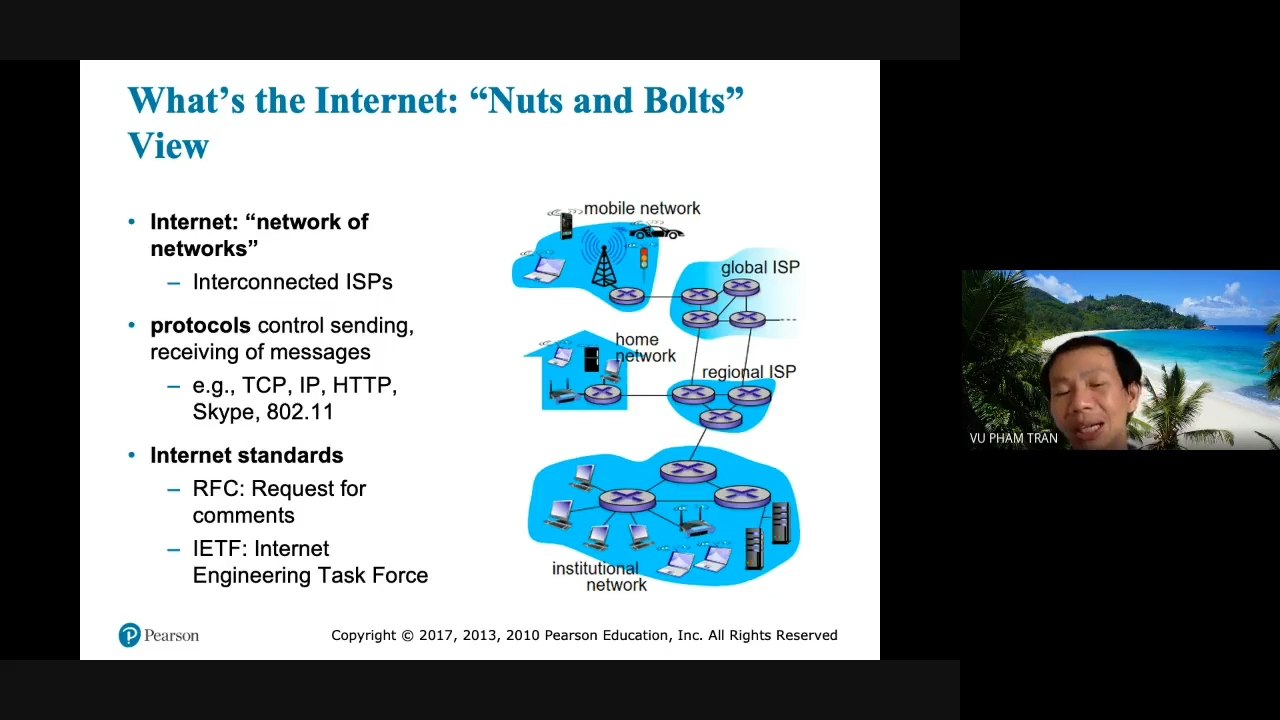 What's the Internet: “Nuts and Bolts”
View
• Internet: “network of
networks”
– Interconnected ISPs
• protocols control sending,
receiving of messages
– e.g., TCP, IP, HTTP,
Skype, 802.11
• Internet standards
– RFC: Request for
comments
– IETF: Internet
Engineering Task Force
mobile network
global ISP
home
network
regional ISP
institutional
network
Pearson
Copyright © 2017, 2013, 2010 Pearson Education, Inc. All Rights Reserved
VU PHAM TRAN